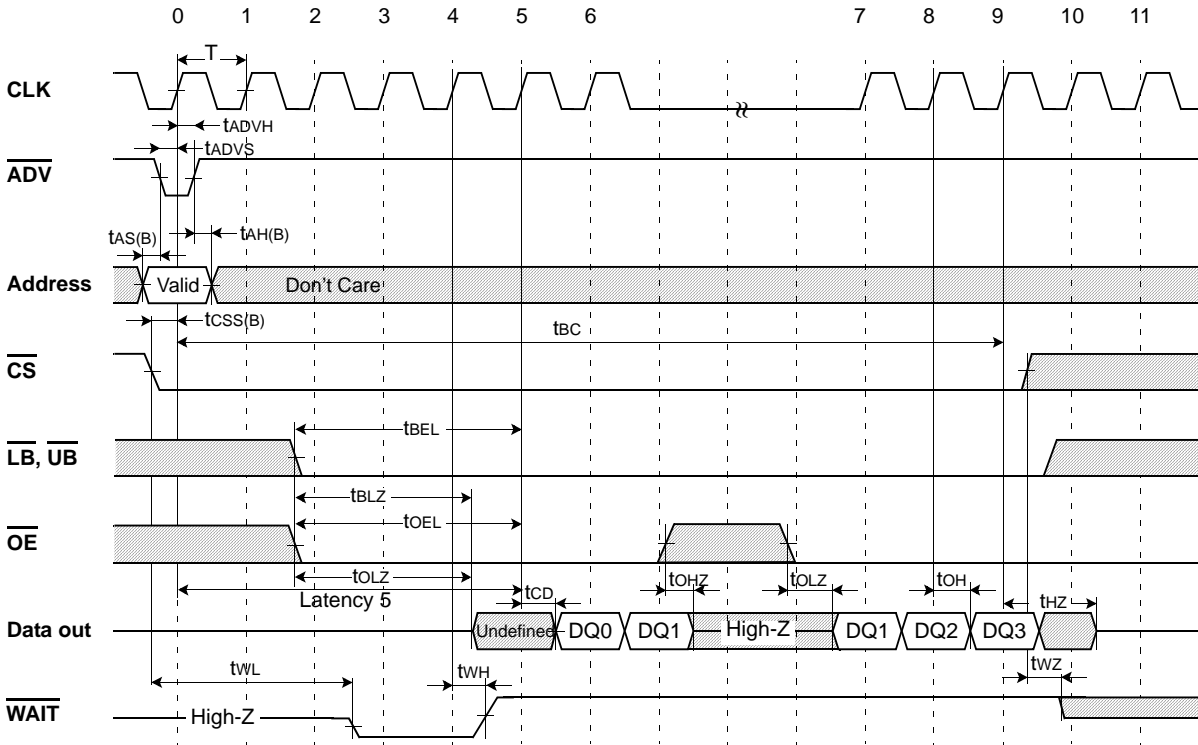 0 1 2 3 4 5 6 7 8 9 10 11
T
CLK
tADVH
tADVS
ADV
tAS(B) tAH(B)
Address Valid Don't Care
tCSS(B)
tBC
CS
tBEL
LB, UB
tBLZ
tOEL
OE
tOLZ tOHZ tOLZ tOH
Latency 5 tCD tHZ
Data out Undefined DQ0 DQ1 High-Z DQ1 DQ2 DQ3
tWL tWH tWZ
WAIT High-Z